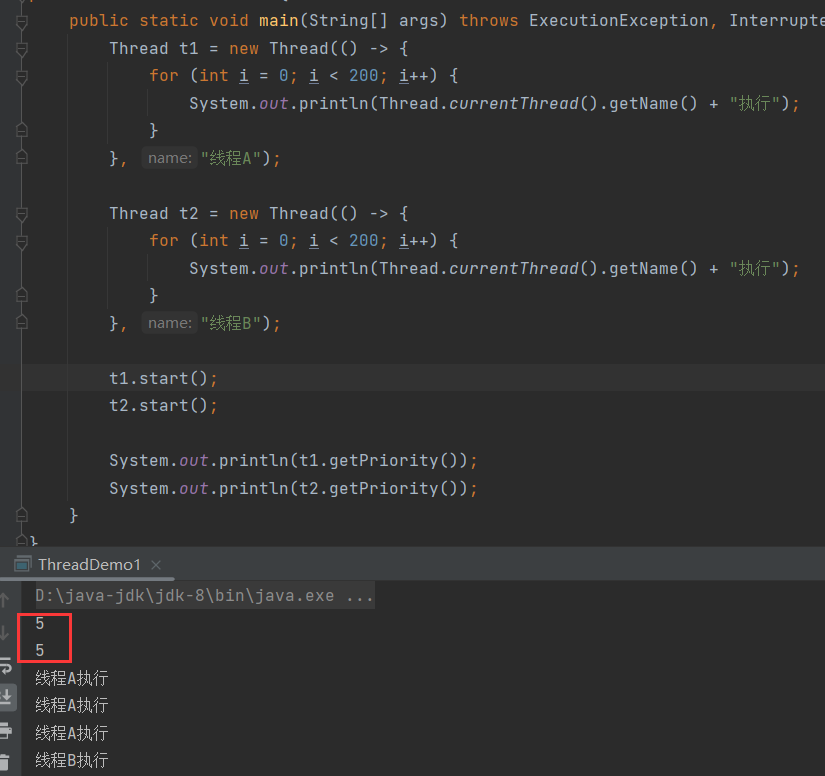 public static void main(String[] args) throws ExecutionException, Interrupte
Thread t1 = new Thread(() -> {
for (int i = 0; i < 200; i++) {
System.out.println(Thread.currentThread().getName() + "执行");
}
}, name: "线程A");
Thread t2 = new Thread(() -> {
for (int i = 0; i < 200; i++) {
System.out.println(Thread.currentThread().getName() + "执行");
}
}, name: "线程B");
t1.start();
t2.start();
System.out.println(t1.getPriority());
System.out.println(t2.getPriority());
}
}
ThreadDemo1 ×
D:\java-jdk\jdk-8\bin\java.exe ...
5
5
线程A执行
线程A执行
线程A执行
线程B执行